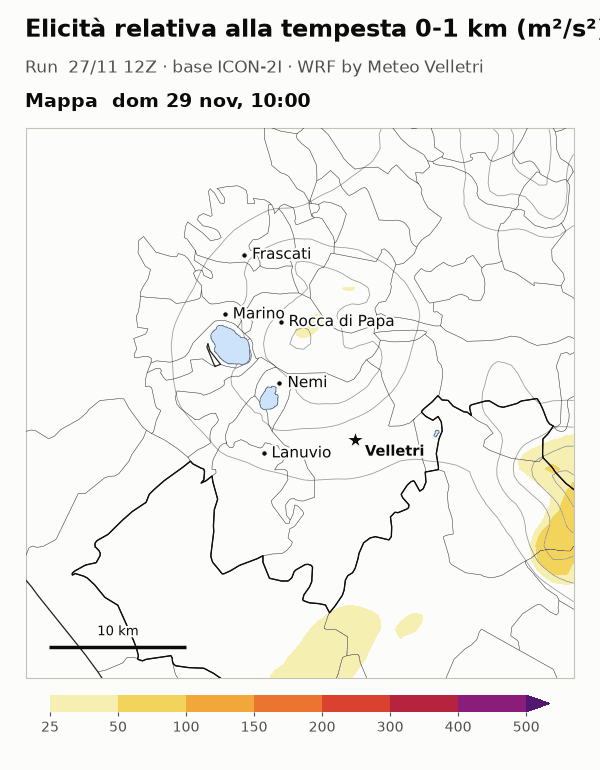 Elicità relativa alla tempesta 0-1 km (m²/s²)
Run 27/11 12Z · base ICON-2I · WRF by Meteo Velletri
Mappa dom 29 nov, 10:00
Frascati
Marino
Rocca di Papa
Nemi
Velletri
Lanuvio
10 km
25 50 100 150 200 300 400 500